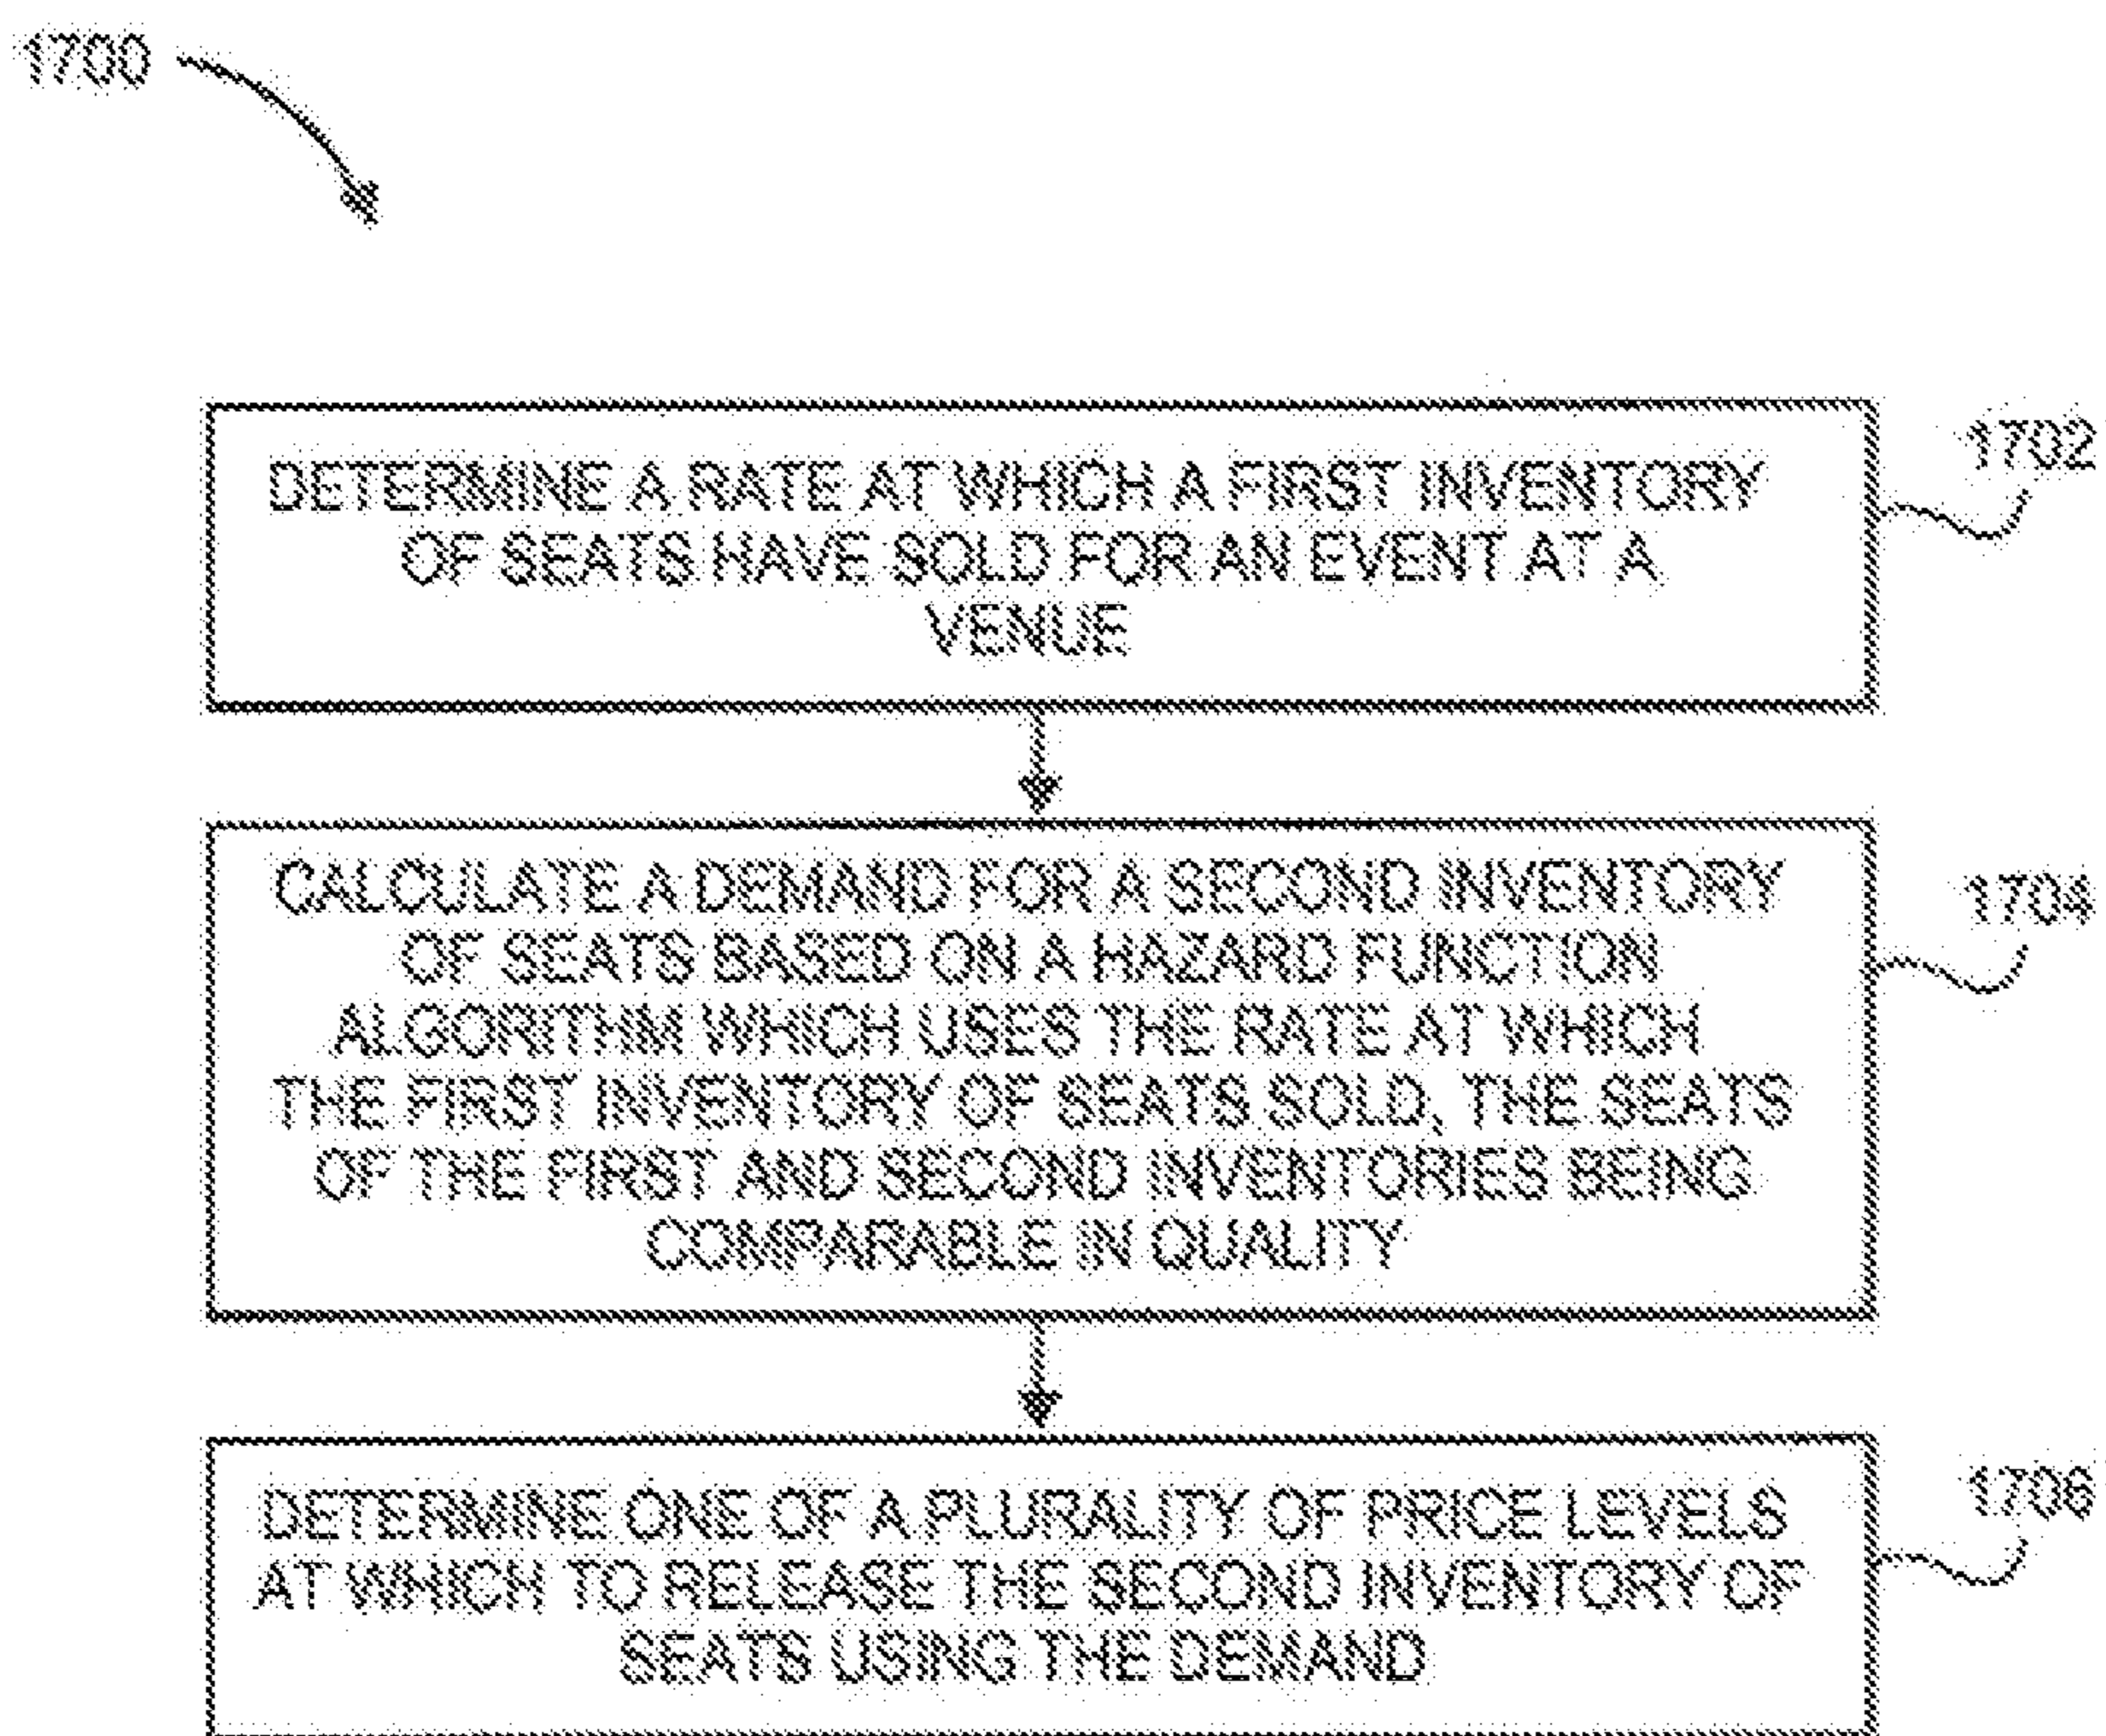 1700
DETERMINE A RATE AT WHICH A FIRST INVENTORY
OF SEATS HAVE SOLD FOR AN EVENT AT A
VENUE
1702
CALCULATE A DEMAND FOR A SECOND INVENTORY
OF SEATS BASED ON A HAZARD FUNCTION
ALGORITHM WHICH USES THE RATE AT WHICH
THE FIRST INVENTORY OF SEATS SOLD, THE SEATS
OF THE FIRST AND SECOND INVENTORIES BEING
COMPARABLE IN QUALITY
1704
DETERMINE ONE OF A PLURALITY OF PRICE LEVELS
AT WHICH TO RELEASE THE SECOND INVENTORY OF
SEATS USING THE DEMAND
1706